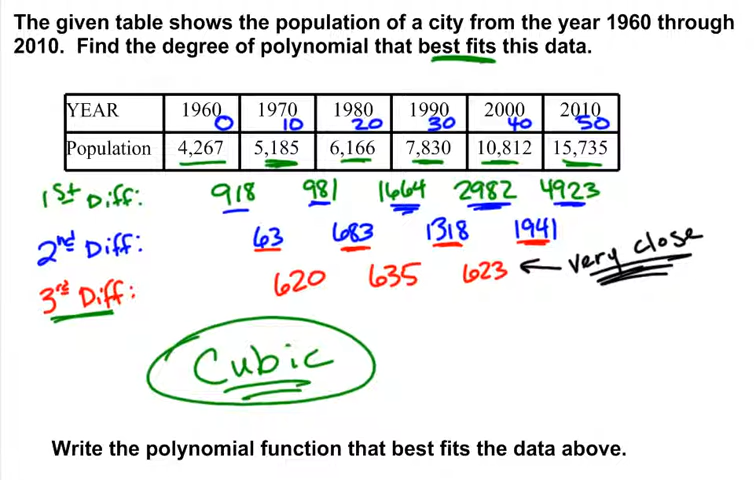 The given table shows the population of a city from the year 1960 through
2010. Find the degree of polynomial that best fits this data.
YEAR 1960 1970 1980 1990 2000 2010
0 10 20 30 40 50
Population 4,267 5,185 6,166 7,830 10,812 15,735
1st Diff: 918 981 1664 2982 4923
2nd Diff: 63 683 1318 1941
3rd Diff: 620 635 623 ← very close
Cubic
Write the polynomial function that best fits the data above.